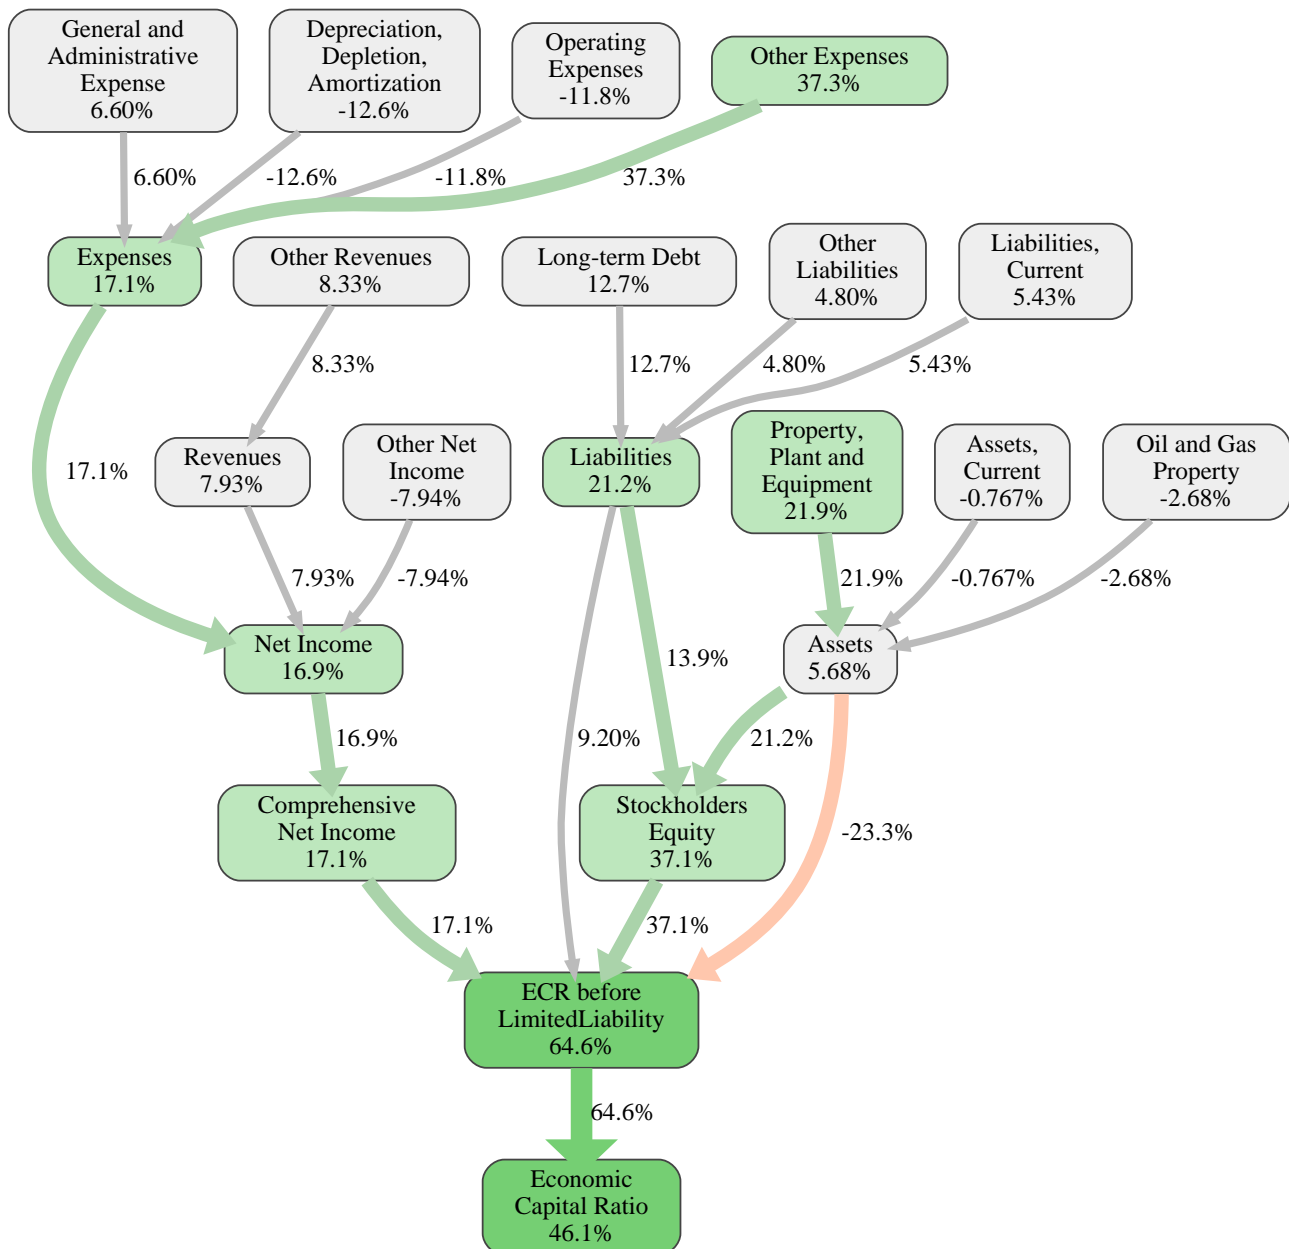 General and
Administrative
Expense
6.60%
Depreciation,
Depletion,
Amortization
-12.6%
Operating
Expenses
-11.8%
Other Expenses
37.3%
6.60%
-12.6%
-11.8%
37.3%
Expenses
17.1%
Other Revenues
8.33%
Long-term Debt
12.7%
Other
Liabilities
4.80%
Liabilities,
Current
5.43%
8.33%
12.7%
4.80%
5.43%
17.1%
Revenues
7.93%
Other Net
Income
-7.94%
Liabilities
21.2%
Property,
Plant and
Equipment
21.9%
Assets,
Current
-0.767%
Oil and Gas
Property
-2.68%
7.93%
-7.94%
21.9%
-0.767%
-2.68%
Net Income
16.9%
13.9%
Assets
5.68%
16.9%
9.20%
21.2%
-23.3%
Comprehensive
Net Income
17.1%
Stockholders
Equity
37.1%
17.1%
37.1%
ECR before
LimitedLiability
64.6%
64.6%
Economic
Capital Ratio
46.1%